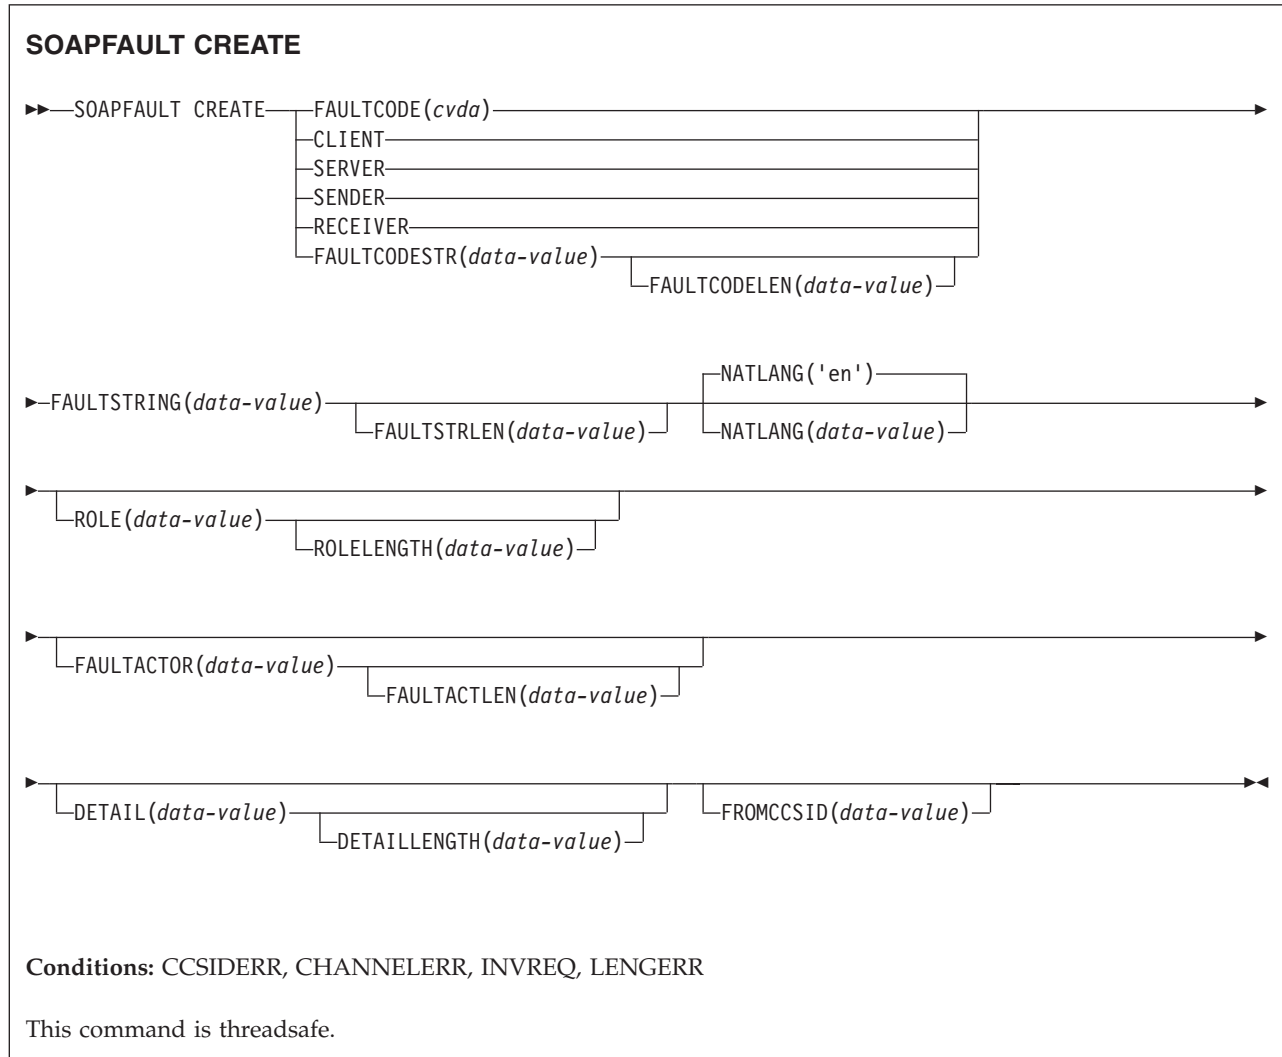 SOAPFAULT CREATE
SOAPFAULT CREATE FAULTCODE(cvda)
CLIENT
SERVER
SENDER
RECEIVER
FAULTCODESTR(data-value)
FAULTCODELEN(data-value)
NATLANG('en')
FAULTSTRING(data-value)
FAULTSTRLEN(data-value) NATLANG(data-value)
ROLE(data-value)
ROLELENGTH(data-value)
FAULTACTOR(data-value)
FAULTACTLEN(data-value)
DETAIL(data-value) FROMCCSID(data-value)
DETAILLENGTH(data-value)
Conditions: CCSIDERR, CHANNELERR, INVREQ, LENGERR
This command is threadsafe.